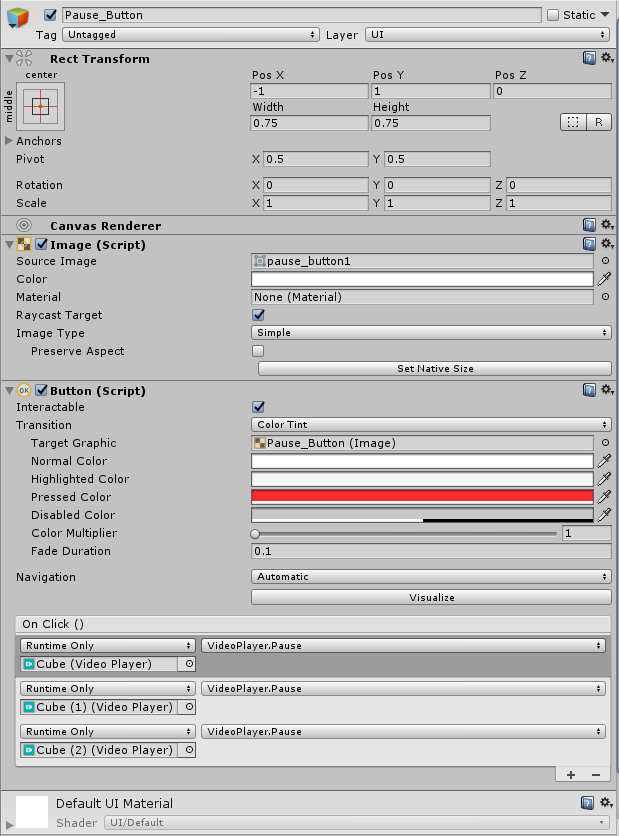 Pause_Button Static
Tag Untagged Layer UI
Rect Transform
center
middle
Pos X Pos Y Pos Z
-1 1 0
Width Height
0.75 0.75
R
Anchors
Pivot X 0.5 Y 0.5
Rotation X 0 Y 0 Z 0
Scale X 1 Y 1 Z 1
Canvas Renderer
Image (Script)
Source Image pause_button1
Color
Material None (Material)
Raycast Target
Image Type Simple
Preserve Aspect
Set Native Size
OK Button (Script)
Interactable
Transition Color Tint
Target Graphic Pause_Button (Image)
Normal Color
Highlighted Color
Pressed Color
Disabled Color
Color Multiplier 1
Fade Duration 0.1
Navigation Automatic
Visualize
On Click ()
Runtime Only VideoPlayer.Pause
Cube (Video Player)
Runtime Only VideoPlayer.Pause
Cube (1) (Video Player)
Runtime Only VideoPlayer.Pause
Cube (2) (Video Player)
+ −
Default UI Material
Shader UI/Default